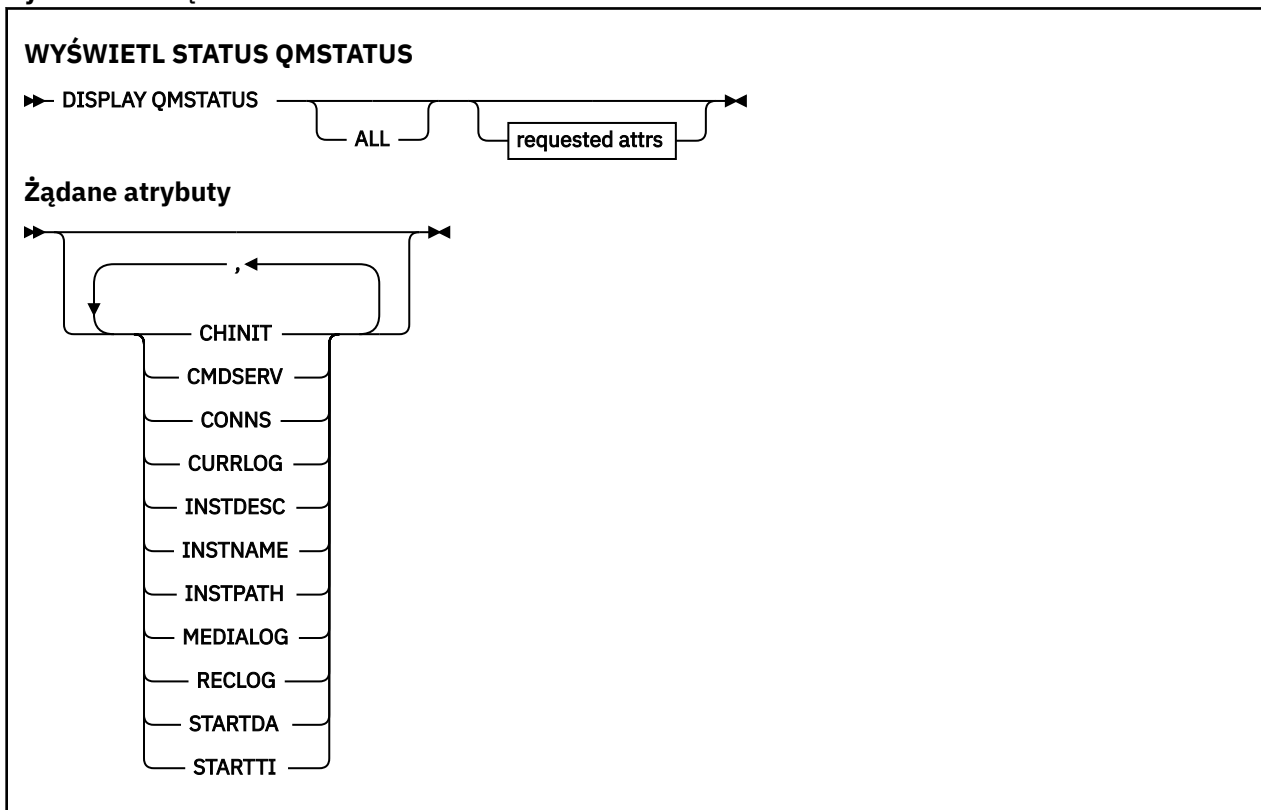 WYŚWIETL STATUS QMSTATUS
DISPLAY QMSTATUS
ALL
requested attrs
Żądane atrybuty
,
CHINIT
CMDSERV
CONNS
CURRLOG
INSTDESC
INSTNAME
INSTPATH
MEDIALOG
RECLOG
STARTDA
STARTTI